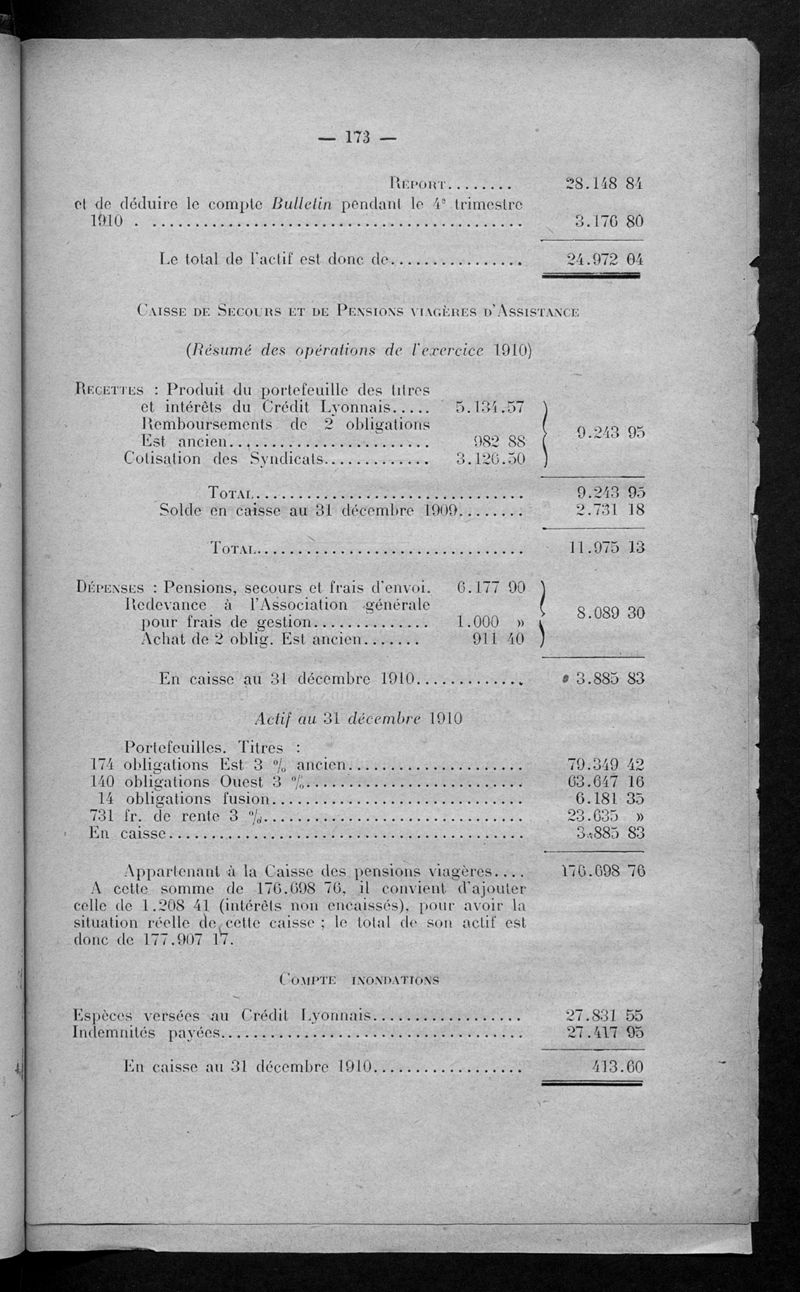 — 173 —
REPORT........ 28.148 84
et de déduire le compte Bulletin pendant le 4e trimestre
1910 . ............................................ 3.176 80
Le total de l'actif est donc de................ 24.972 04
CAISSE DE SECOURS ET DE PENSIONS VIAGÈRES D'ASSISTANCE
(Résumé des opérations de l'exercice 1910)
RECETTES : Produit du portefeuille des titres
et intérêts du Crédit Lyonnais..... 5.134.57
Remboursements de 2 obligations
Est ancien........................ 982 88
9.243 95
Cotisation des Syndicats............. 3.126.50
TOTAL................................ 9.243 95
Solde en caisse au 31 décembre 1909........ 2.731 18
TOTAL................................ 11.975 13
DÉPENSES : Pensions, secours et frais d'envoi. 6.177 90
Redevance à l'Association générale
pour frais de gestion.............. 1.000 »
8.089 30
Achat de 2 oblig. Est ancien....... 911 40
En caisse au 31 décembre 1910............. 3.885 83
Actif au 31 décembre 1910
Portefeuilles. Titres :
174 obligations Est 3 % ancien..................... 79.349 42
140 obligations Ouest 3 %.......................... 63.647 16
14 obligations fusion.............................. 6.181 35
731 fr. de rente 3 %............................... 23.635 »
En caisse.......................................... 3.885 83
Appartenant à la Caisse des pensions viagères.... 176.698 76
A cette somme de 176.698 76, il convient d'ajouter
celle de 1.208 41 (intérêts non encaissés), pour avoir la
situation réelle de cette caisse ; le total de son actif est
donc de 177.907 17.
COMPTE INONDATIONS
Espèces versées au Crédit Lyonnais.................. 27.831 55
Indemnités payées.................................... 27.417 95
En caisse au 31 décembre 1910.................. 413.60